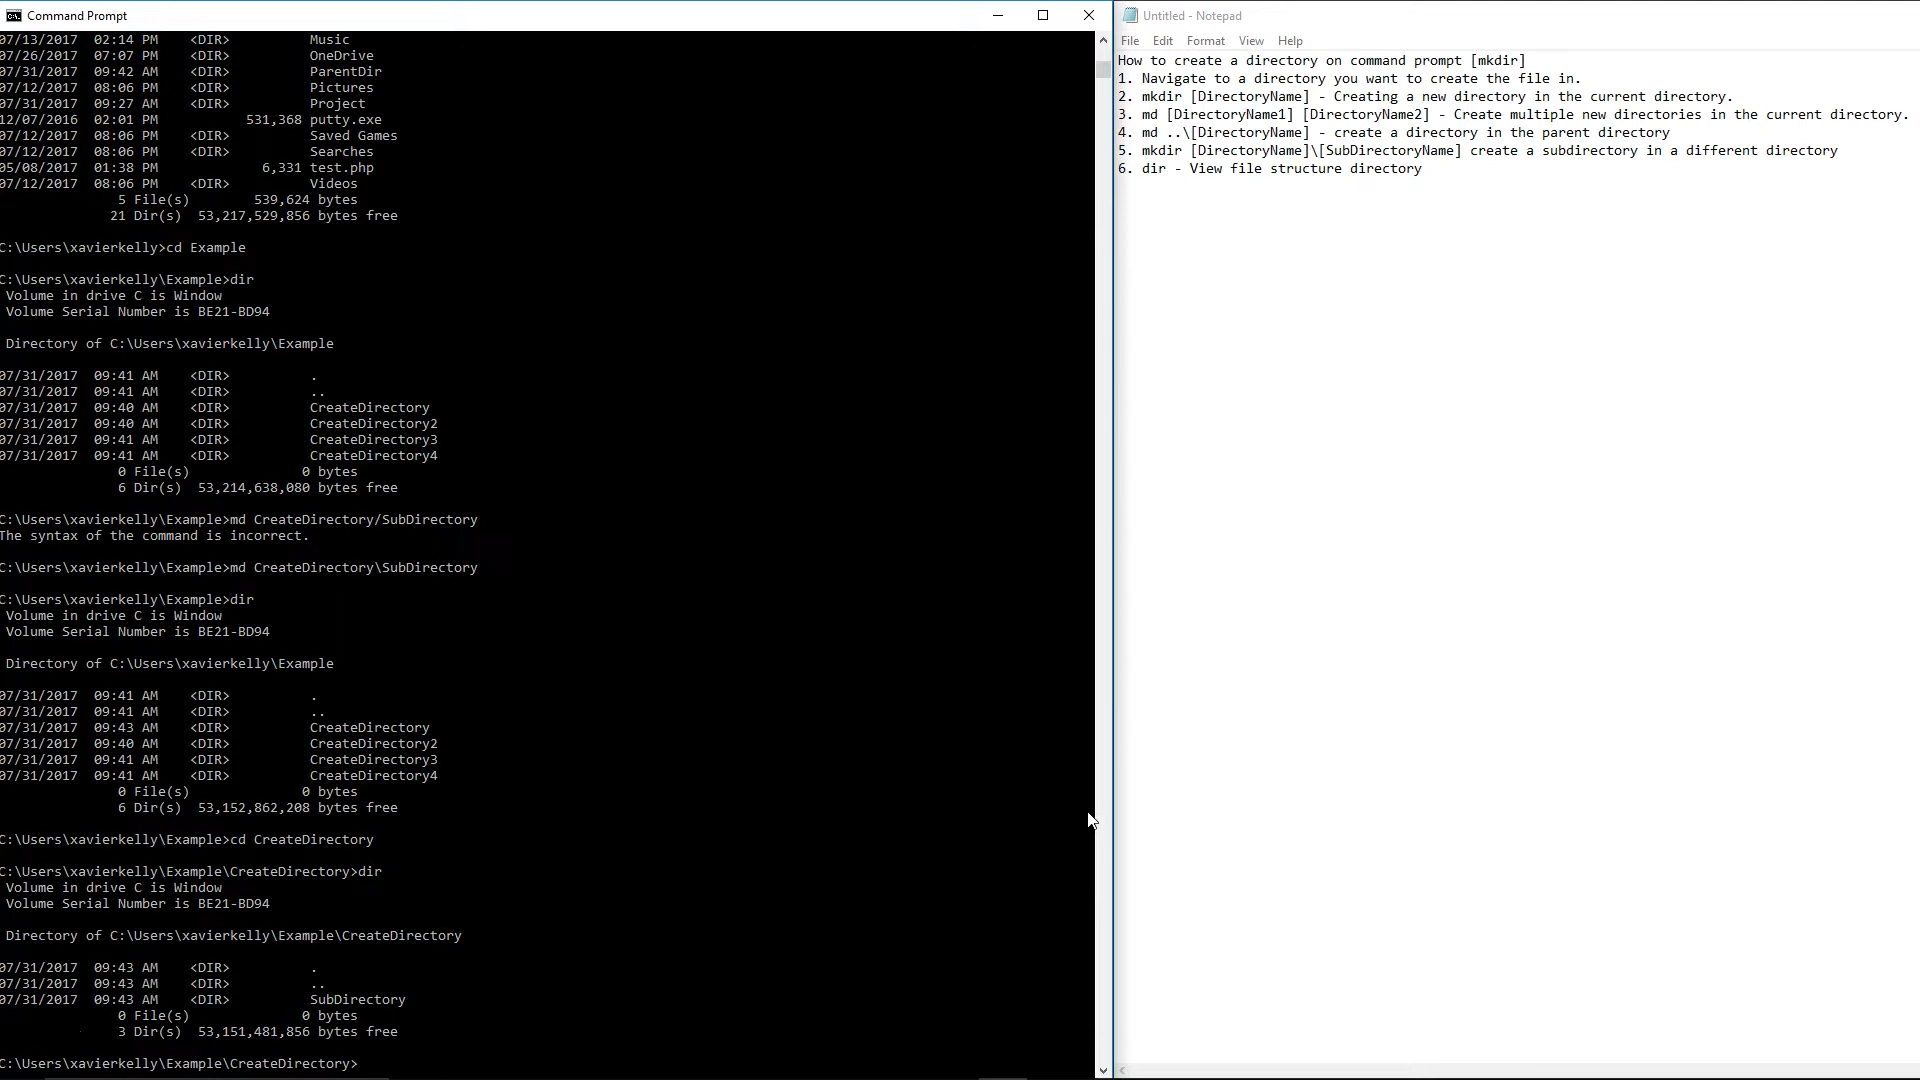 Command Prompt
07/13/2017  02:14 PM    <DIR>          Music
07/26/2017  07:07 PM    <DIR>          OneDrive
07/31/2017  09:42 AM    <DIR>          ParentDir
07/12/2017  08:06 PM    <DIR>          Pictures
07/31/2017  09:27 AM    <DIR>          Project
12/07/2016  02:01 PM           531,368 putty.exe
07/12/2017  08:06 PM    <DIR>          Saved Games
07/12/2017  08:06 PM    <DIR>          Searches
05/08/2017  01:38 PM             6,331 test.php
07/12/2017  08:06 PM    <DIR>          Videos
5 File(s)        539,624 bytes
21 Dir(s)  53,217,529,856 bytes free
C:\Users\xavierkelly>cd Example
C:\Users\xavierkelly\Example>dir
Volume in drive C is Window
Volume Serial Number is BE21-BD94
Directory of C:\Users\xavierkelly\Example
07/31/2017  09:41 AM    <DIR>          .
07/31/2017  09:41 AM    <DIR>          ..
07/31/2017  09:40 AM    <DIR>          CreateDirectory
07/31/2017  09:40 AM    <DIR>          CreateDirectory2
07/31/2017  09:41 AM    <DIR>          CreateDirectory3
07/31/2017  09:41 AM    <DIR>          CreateDirectory4
0 File(s)              0 bytes
6 Dir(s)  53,214,638,080 bytes free
C:\Users\xavierkelly\Example>md CreateDirectory/SubDirectory
The syntax of the command is incorrect.
C:\Users\xavierkelly\Example>md CreateDirectory\SubDirectory
C:\Users\xavierkelly\Example>dir
Volume in drive C is Window
Volume Serial Number is BE21-BD94
Directory of C:\Users\xavierkelly\Example
07/31/2017  09:41 AM    <DIR>          .
07/31/2017  09:41 AM    <DIR>          ..
07/31/2017  09:43 AM    <DIR>          CreateDirectory
07/31/2017  09:40 AM    <DIR>          CreateDirectory2
07/31/2017  09:41 AM    <DIR>          CreateDirectory3
07/31/2017  09:41 AM    <DIR>          CreateDirectory4
0 File(s)              0 bytes
6 Dir(s)  53,152,862,208 bytes free
C:\Users\xavierkelly\Example>cd CreateDirectory
C:\Users\xavierkelly\Example\CreateDirectory>dir
Volume in drive C is Window
Volume Serial Number is BE21-BD94
Directory of C:\Users\xavierkelly\Example\CreateDirectory
07/31/2017  09:43 AM    <DIR>          .
07/31/2017  09:43 AM    <DIR>          ..
07/31/2017  09:43 AM    <DIR>          SubDirectory
0 File(s)              0 bytes
3 Dir(s)  53,151,481,856 bytes free
C:\Users\xavierkelly\Example\CreateDirectory>
Untitled - Notepad
File Edit Format View Help
How to create a directory on command prompt [mkdir]
1. Navigate to a directory you want to create the file in.
2. mkdir [DirectoryName] - Creating a new directory in the current directory.
3. md [DirectoryName1] [DirectoryName2] - Create multiple new directories in the current directory.
4. md ..\[DirectoryName] - create a directory in the parent directory
5. mkdir [DirectoryName]\[SubDirectoryName] create a subdirectory in a different directory
6. dir - View file structure directory